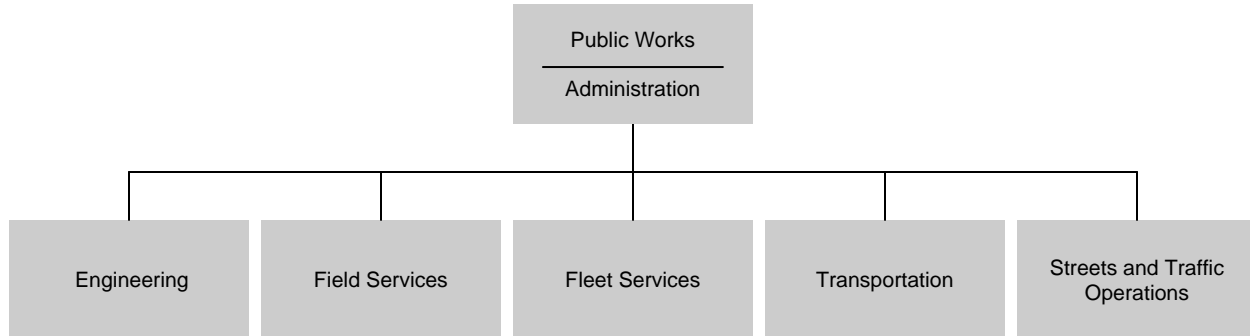 Public Works
Administration
Engineering
Field Services
Fleet Services
Transportation
Streets and Traffic
Operations